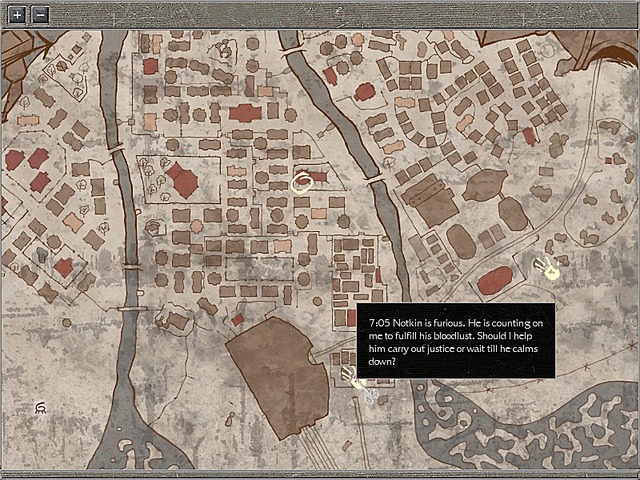 7:05 Notkin is furious. He is counting on
me to fulfill his bloodlust. Should I help
him carry out justice or wait till he calms
down?